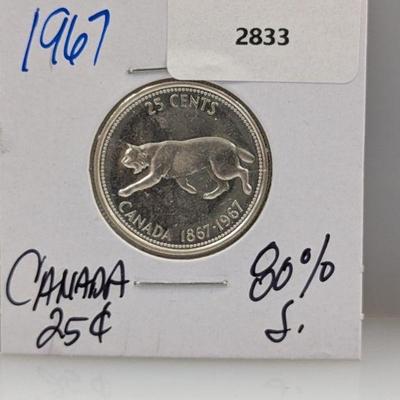 1967
2833
25 CENTS
CANADA 1867-1967
CANADA
25¢
80%
S.